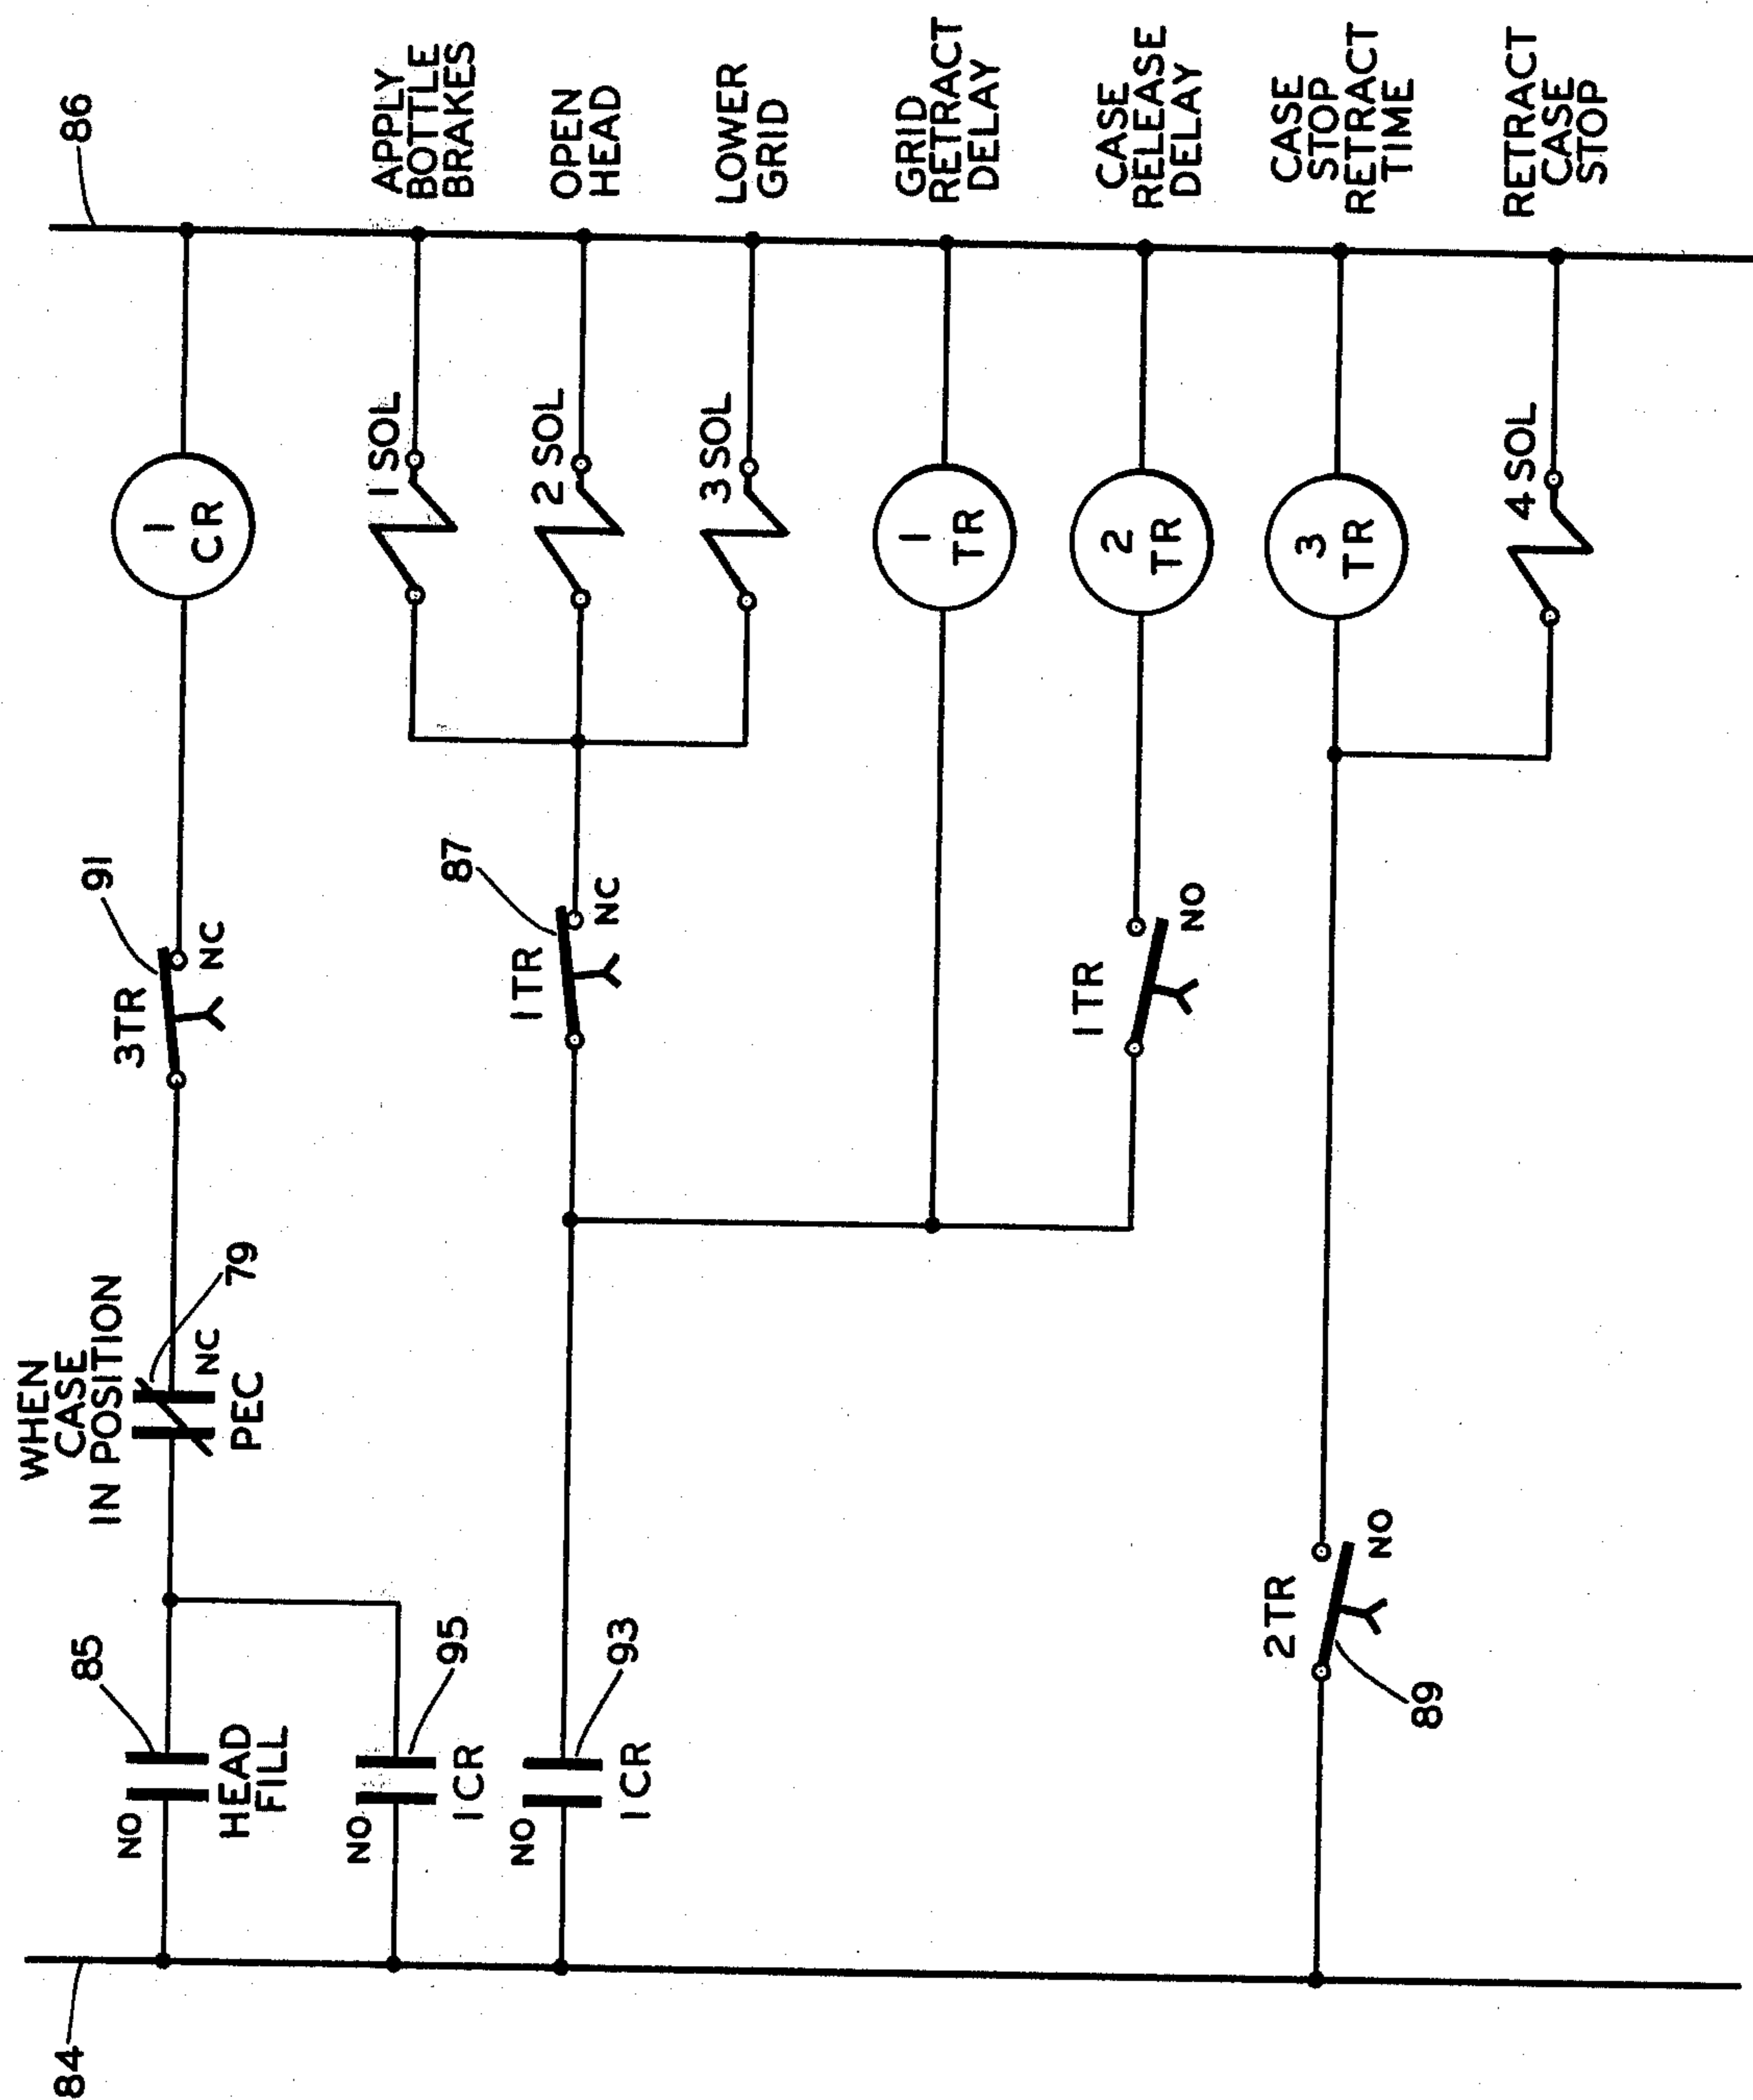 84
86
NO
85
HEAD
FILL
WHEN
CASE
IN POSITION
79
NC
PEC
3TR
91
NC
1
CR
NO
95
1CR
1 SOL
APPLY
BOTTLE
BRAKES
NO
93
1CR
1TR
87
NC
2 SOL
OPEN
HEAD
3 SOL
LOWER
GRID
1
TR
GRID
RETRACT
DELAY
1TR
NO
2
TR
CASE
RELEASE
DELAY
2TR
89
NO
3
TR
CASE
STOP
RETRACT
TIME
4 SOL
RETRACT
CASE
STOP